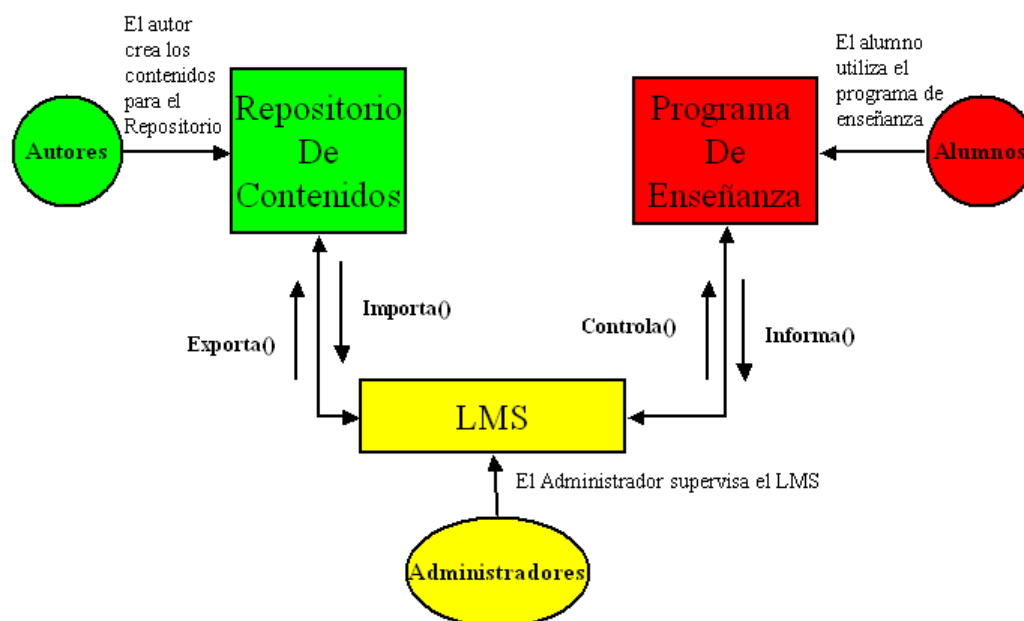 El autor
crea los
contenidos
para el
Repositorio
Autores
Repositorio
De
Contenidos
Programa
De
Enseñanza
El alumno
utiliza el
programa de
enseñanza
Alumnos
Exporta()
Importa()
Controla()
Informa()
LMS
El Administrador supervisa el LMS
Administradores